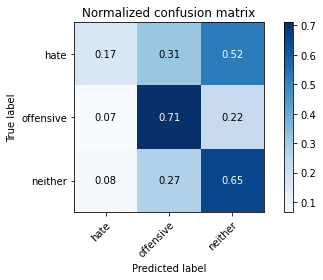 Normalized confusion matrix
True label
hate
0.17 0.31 0.52
offensive
0.07 0.71 0.22
neither
0.08 0.27 0.65
hate
offensive
neither
Predicted label
0.7
0.6
0.5
0.4
0.3
0.2
0.1